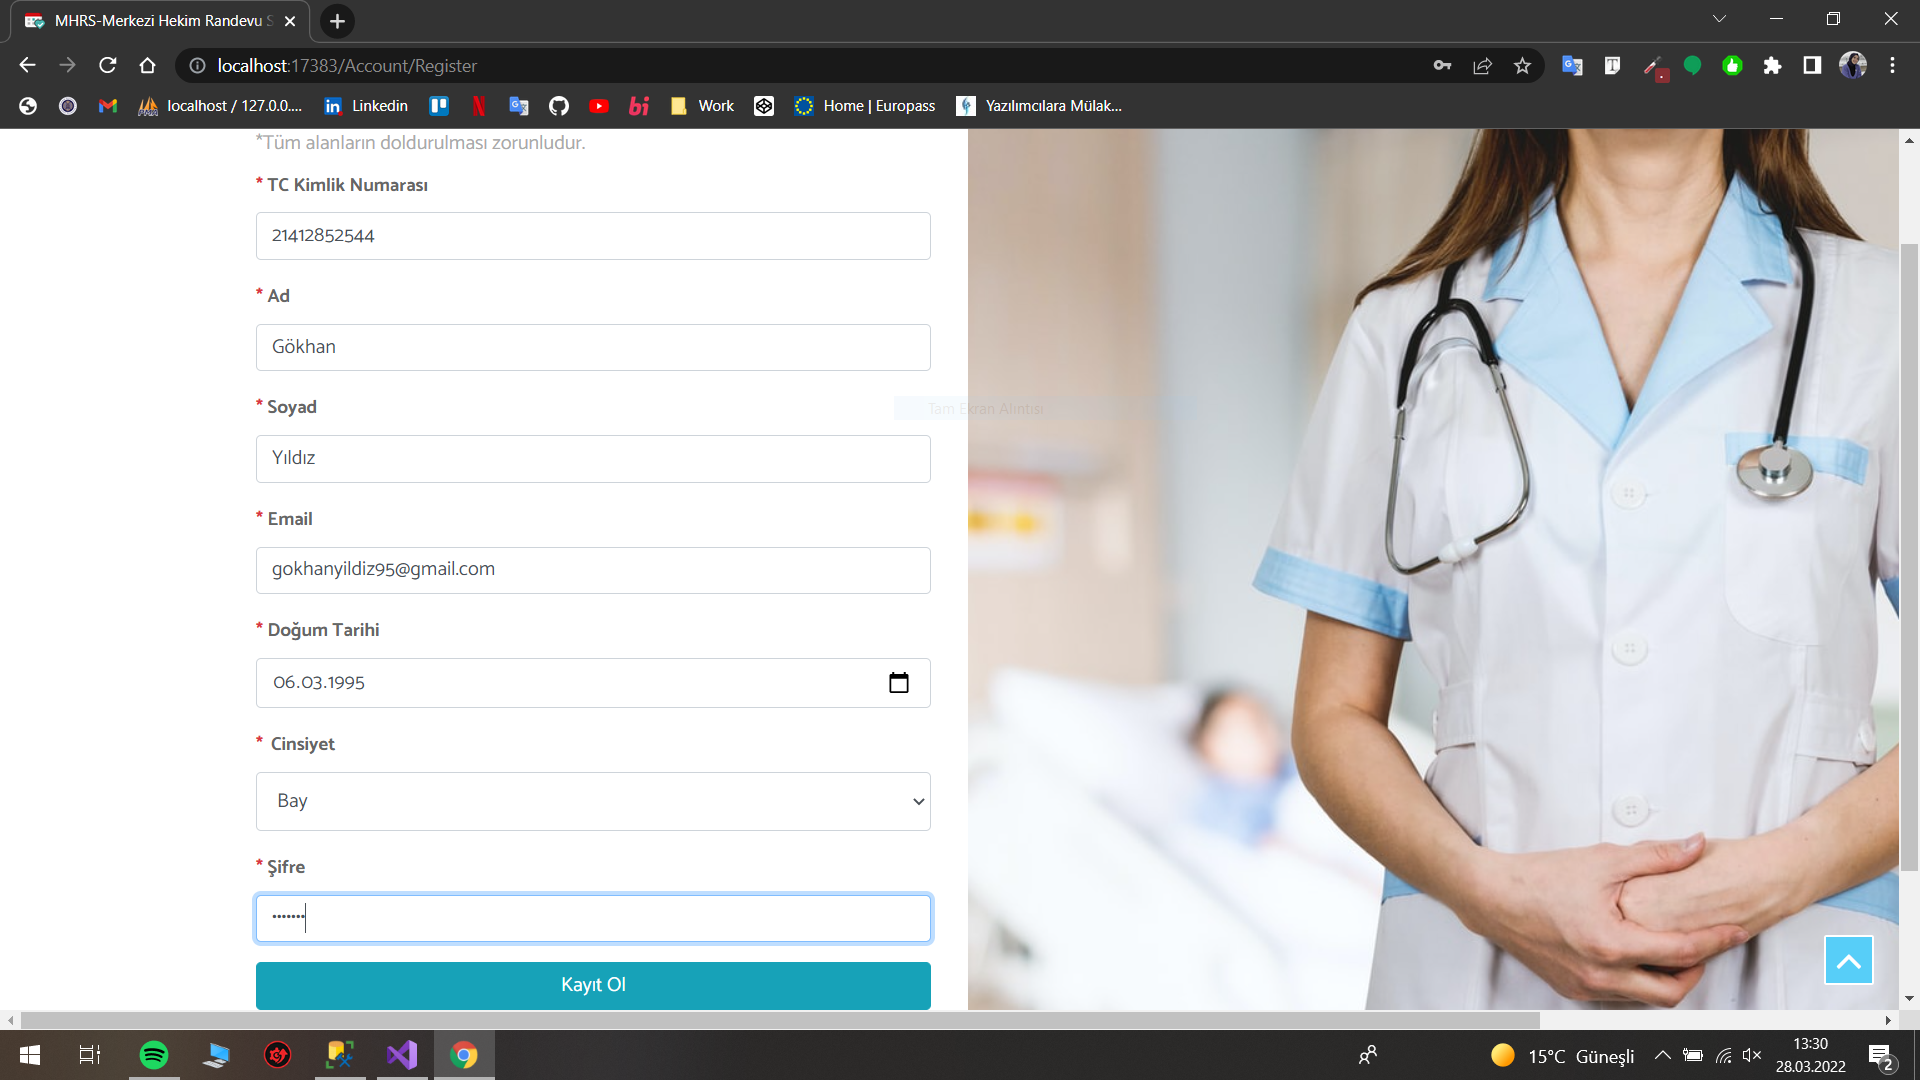 MHRS-Merkezi Hekim Randevu S
localhost:17383/Account/Register
localhost / 127.0.0....
Linkedin
Work
Home | Europass
Yazılımcılara Mülak...
*Tüm alanların doldurulması zorunludur.
* TC Kimlik Numarası
21412852544
* Ad
Gökhan
* Soyad
Yıldız
* Email
gokhanyildiz95@gmail.com
* Doğum Tarihi
06.03.1995
* Cinsiyet
Bay
* Şifre
•••••••
Kayıt Ol
Tam Ekran Alıntısı
15°C Güneşli
13:30
28.03.2022
2